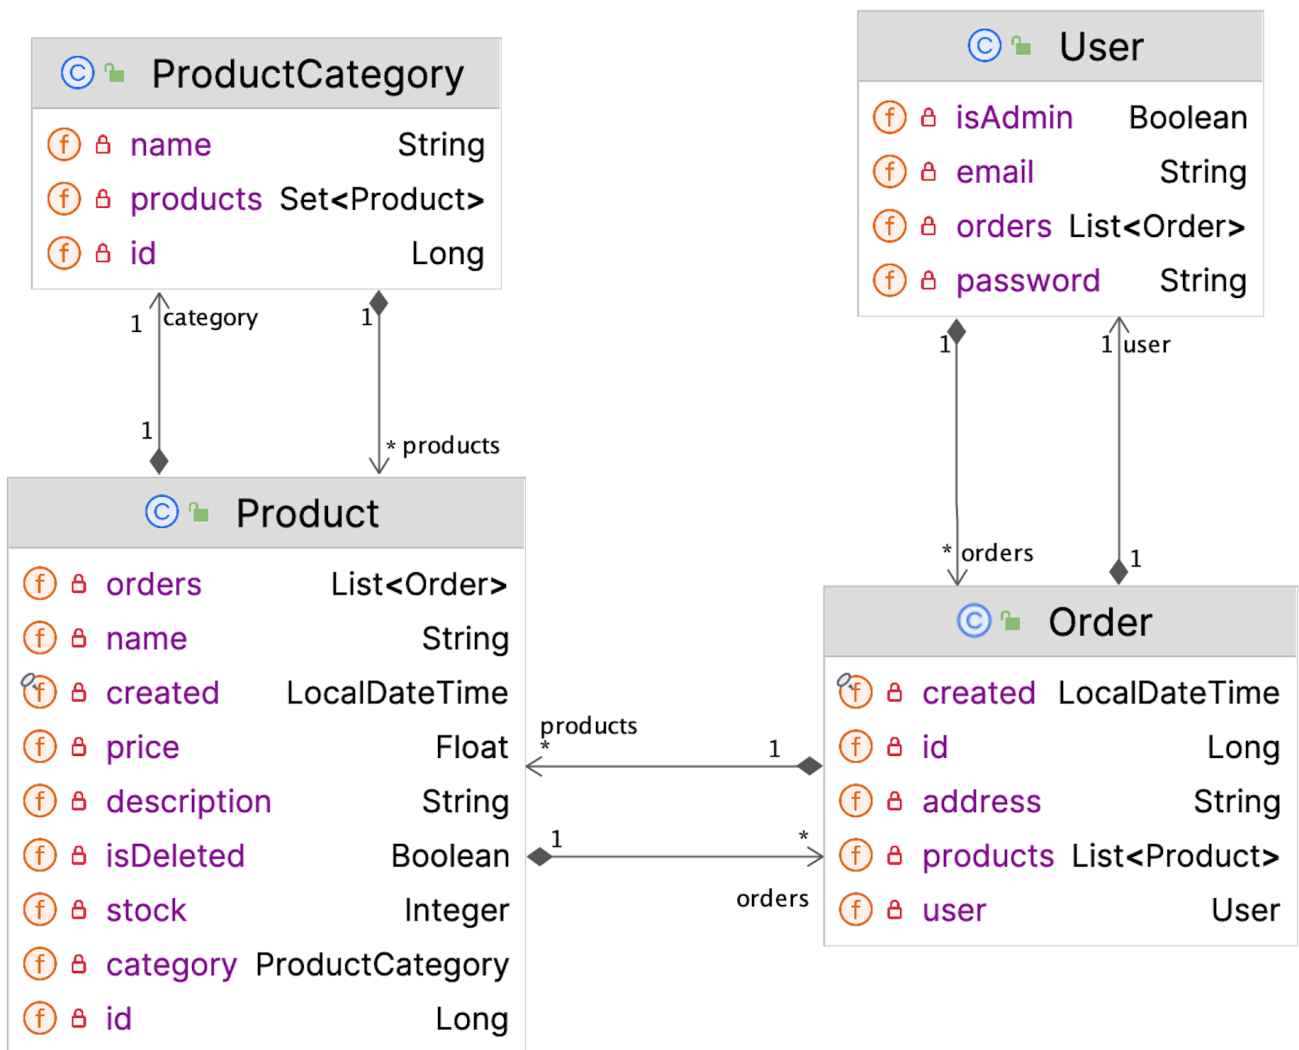 ProductCategory
name String
products Set<Product>
id Long
User
isAdmin Boolean
email String
orders List<Order>
password String
1 category
1
1
* products
1
1 user
* orders
1
Product
orders List<Order>
name String
created LocalDateTime
price Float
description String
isDeleted Boolean
stock Integer
category ProductCategory
id Long
products
* 1
1 *
orders
Order
created LocalDateTime
id Long
address String
products List<Product>
user User